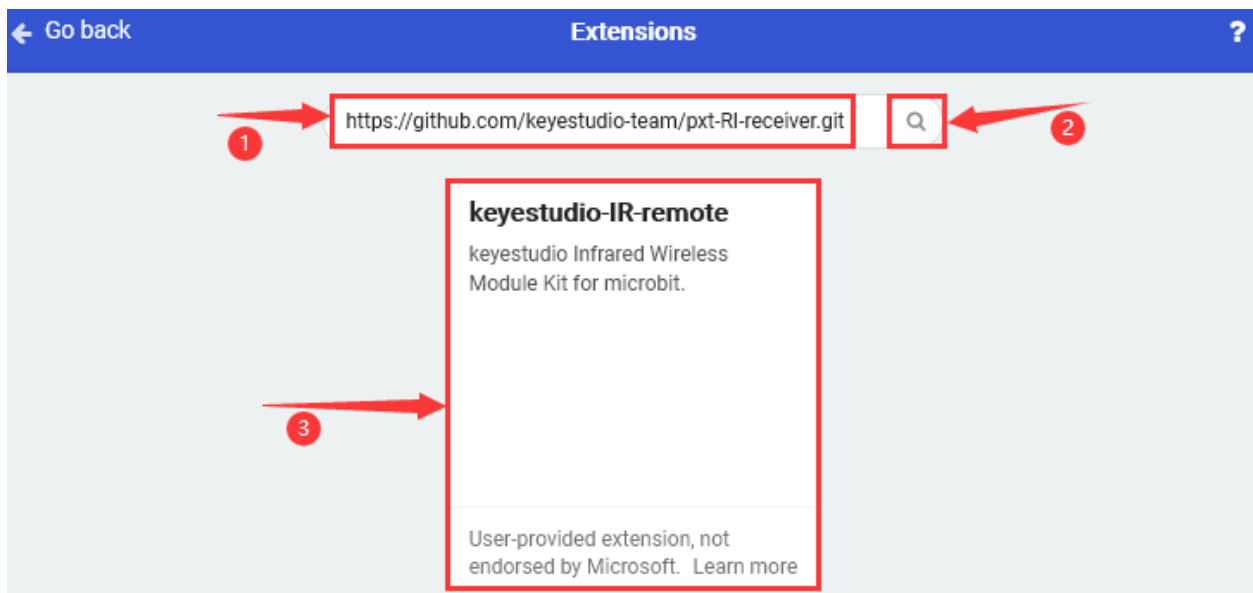 Go back
Extensions
?
https://github.com/keyestudio-team/pxt-RI-receiver.git
1
2
keyestudio-IR-remote
keyestudio Infrared Wireless
Module Kit for microbit.
3
User-provided extension, not
endorsed by Microsoft. Learn more